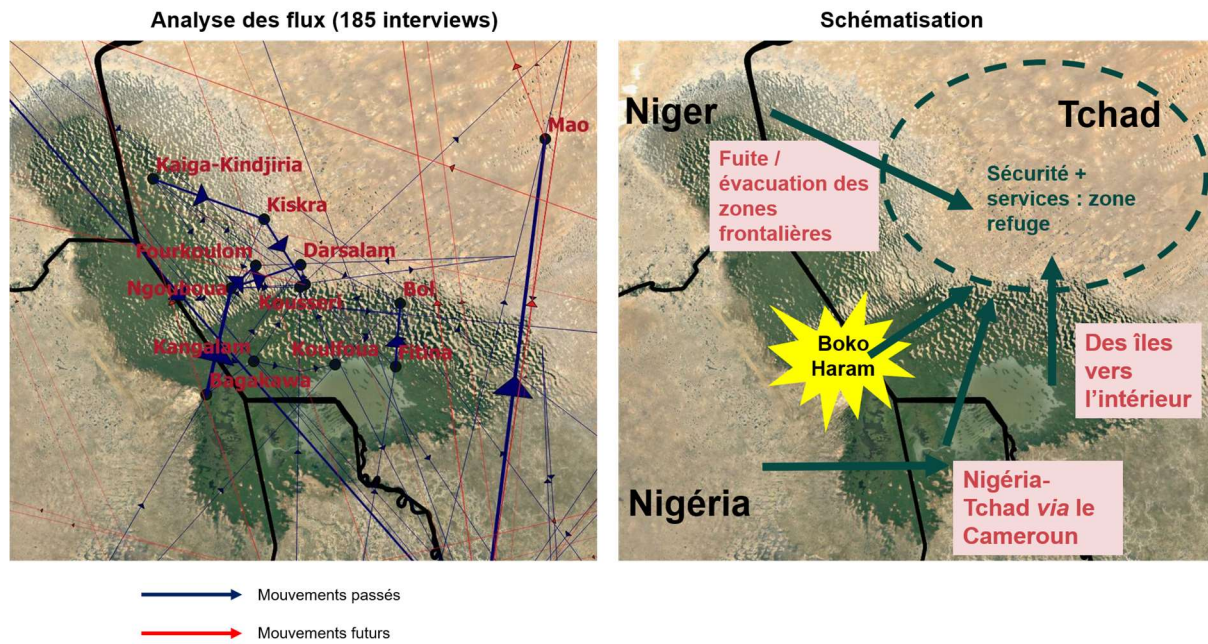 Analyse des flux (185 interviews)
Mao
Kaiga-Kindjiria
Kiskra
Fourkoulom
Darsalam
Ngouboua
Kousseri
Bol
Kangalam
Koulfoua
Fitina
Bagakawa
Mouvements passés
Mouvements futurs
Schématisation
Niger
Tchad
Fuite /
évacuation des
zones
frontalières
Sécurité +
services : zone
refuge
Boko
Haram
Des îles
vers
l’intérieur
Nigéria
Nigéria-
Tchad via le
Cameroun